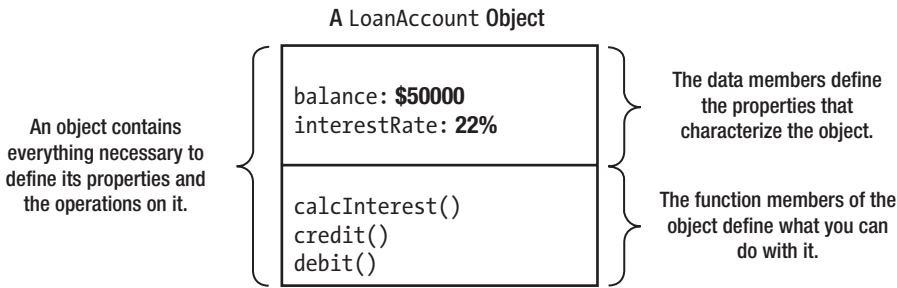 A LoanAccount Object
An object contains
everything necessary to
define its properties and
the operations on it.
balance: $50000
interestRate: 22%
calcInterest()
credit()
debit()
The data members define
the properties that
characterize the object.
The function members of the
object define what you can
do with it.